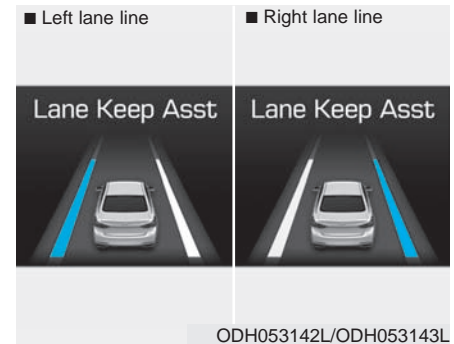 ■ Left lane line
■ Right lane line
Lane Keep Asst
Lane Keep Asst
ODH053142L/ODH053143L